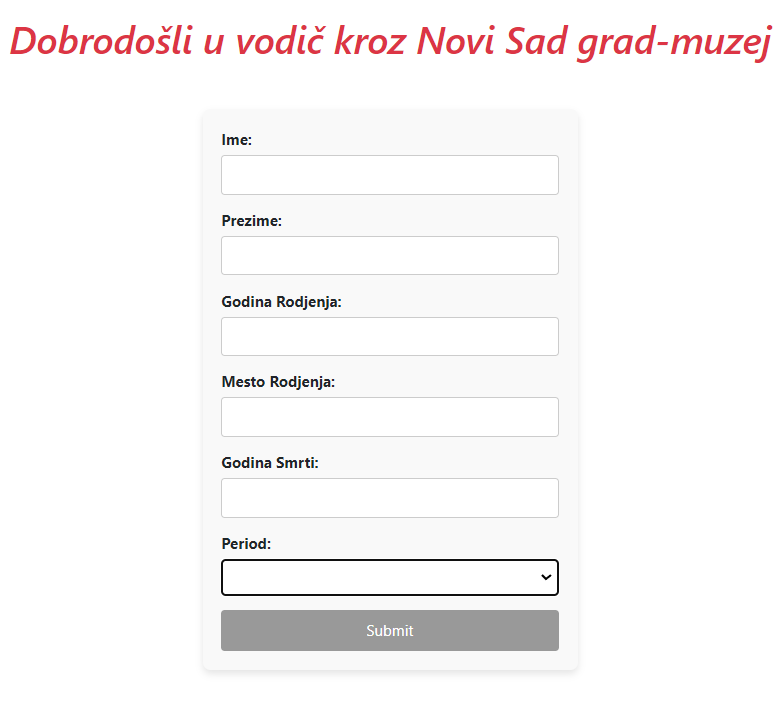 Dobrodošli u vodič kroz Novi Sad grad-muzej
Ime:
Prezime:
Godina Rodjenja:
Mesto Rodjenja:
Godina Smrti:
Period:
Submit